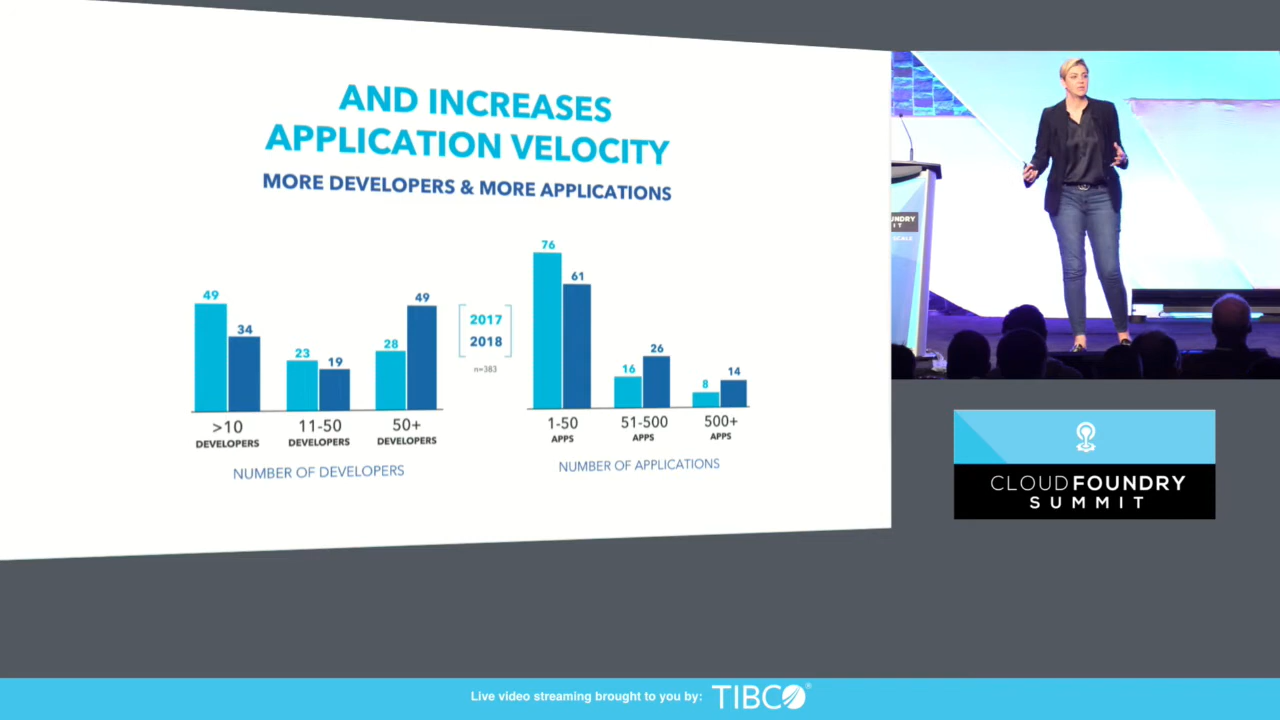 AND INCREASES
APPLICATION VELOCITY
MORE DEVELOPERS & MORE APPLICATIONS
49
34
23
19
28
49
>10
DEVELOPERS
11-50
DEVELOPERS
50+
DEVELOPERS
NUMBER OF DEVELOPERS
2017
2018
n=383
76
61
16
26
8
14
1-50
APPS
51-500
APPS
500+
APPS
NUMBER OF APPLICATIONS
UNDRY
I T
SCALE
CLOUDFOUNDRY
SUMMIT
Live video streaming brought to you by: TIBCO®